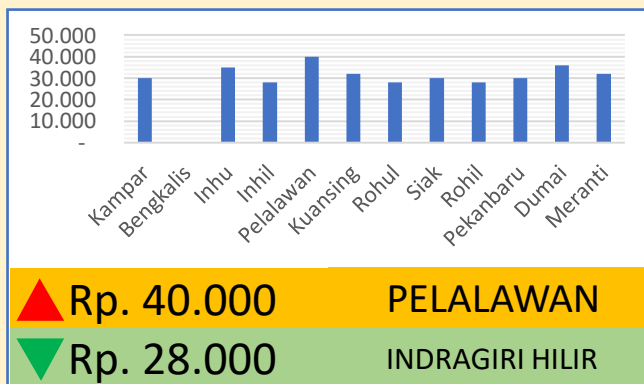 50.000
40.000
30.000
20.000
10.000
-
Kampar
Bengkalis
Inhu
Inhil
Pelalawan
Kuansing
Rohul
Siak
Rohil
Pekanbaru
Dumai
Meranti
Rp. 40.000 PELALAWAN
Rp. 28.000 INDRAGIRI HILIR